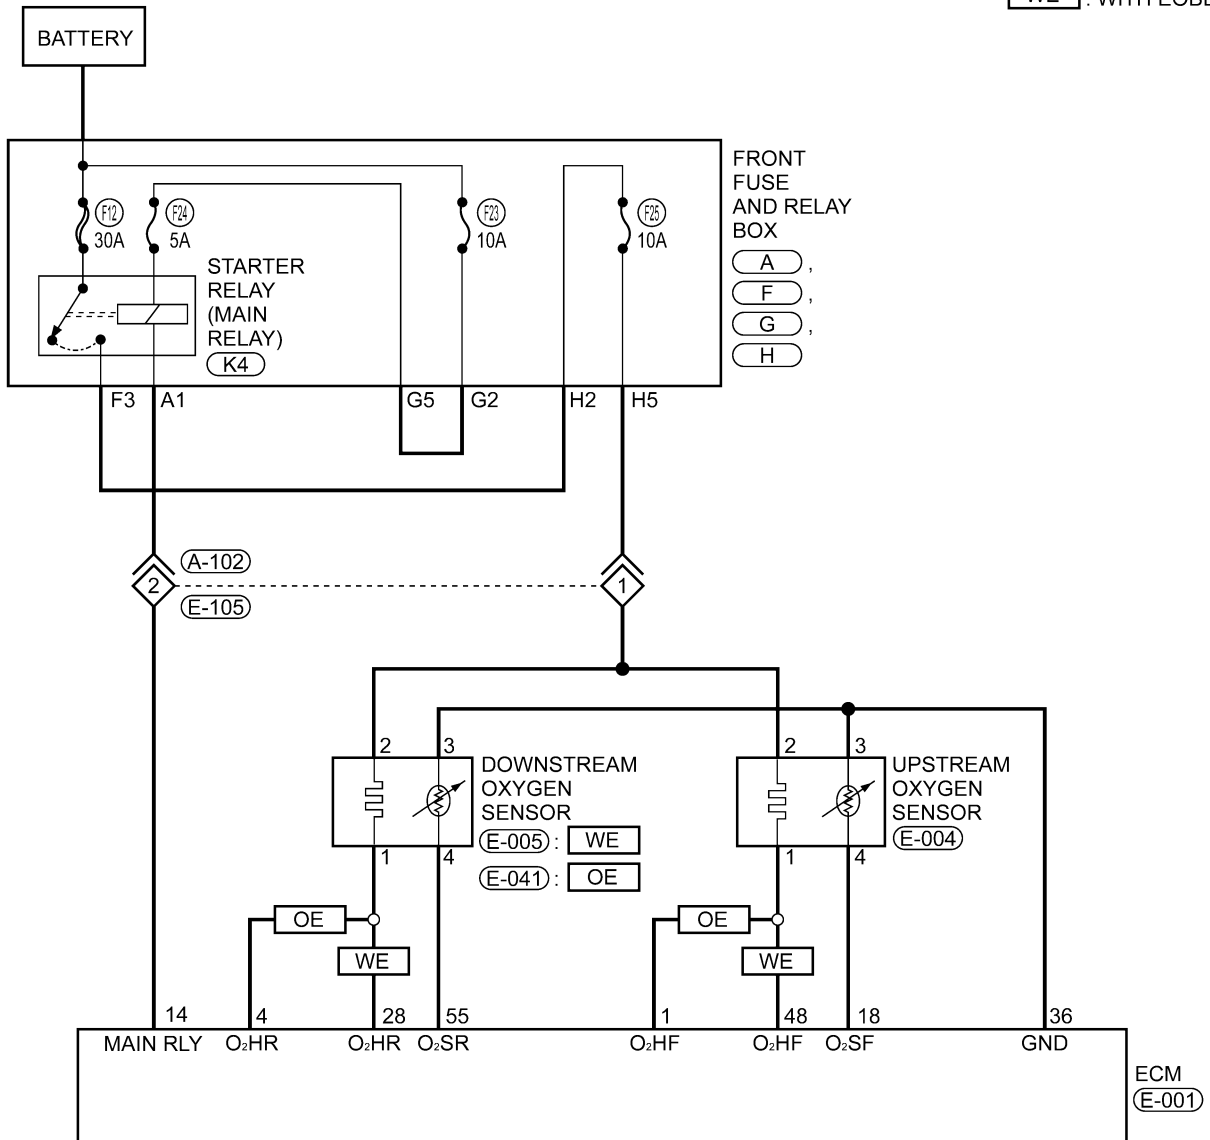 : WITH EOBD
BATTERY
FRONT
FUSE
AND RELAY
BOX
A ,
F ,
G ,
H
F12
30A
F24
5A
F23
10A
F25
10A
STARTER
RELAY
(MAIN
RELAY)
K4
F3 A1 G5 G2 H2 H5
A-102
2 1
E-105
2 3 2 3
DOWNSTREAM
OXYGEN
SENSOR
E-005 : WE
E-041 : OE
UPSTREAM
OXYGEN
SENSOR
E-004
1 4 1 4
OE OE
WE WE
14 4 28 55 1 48 18 36
MAIN RLY O₂HR O₂HR O₂SR O₂HF O₂HF O₂SF GND
ECM
E-001